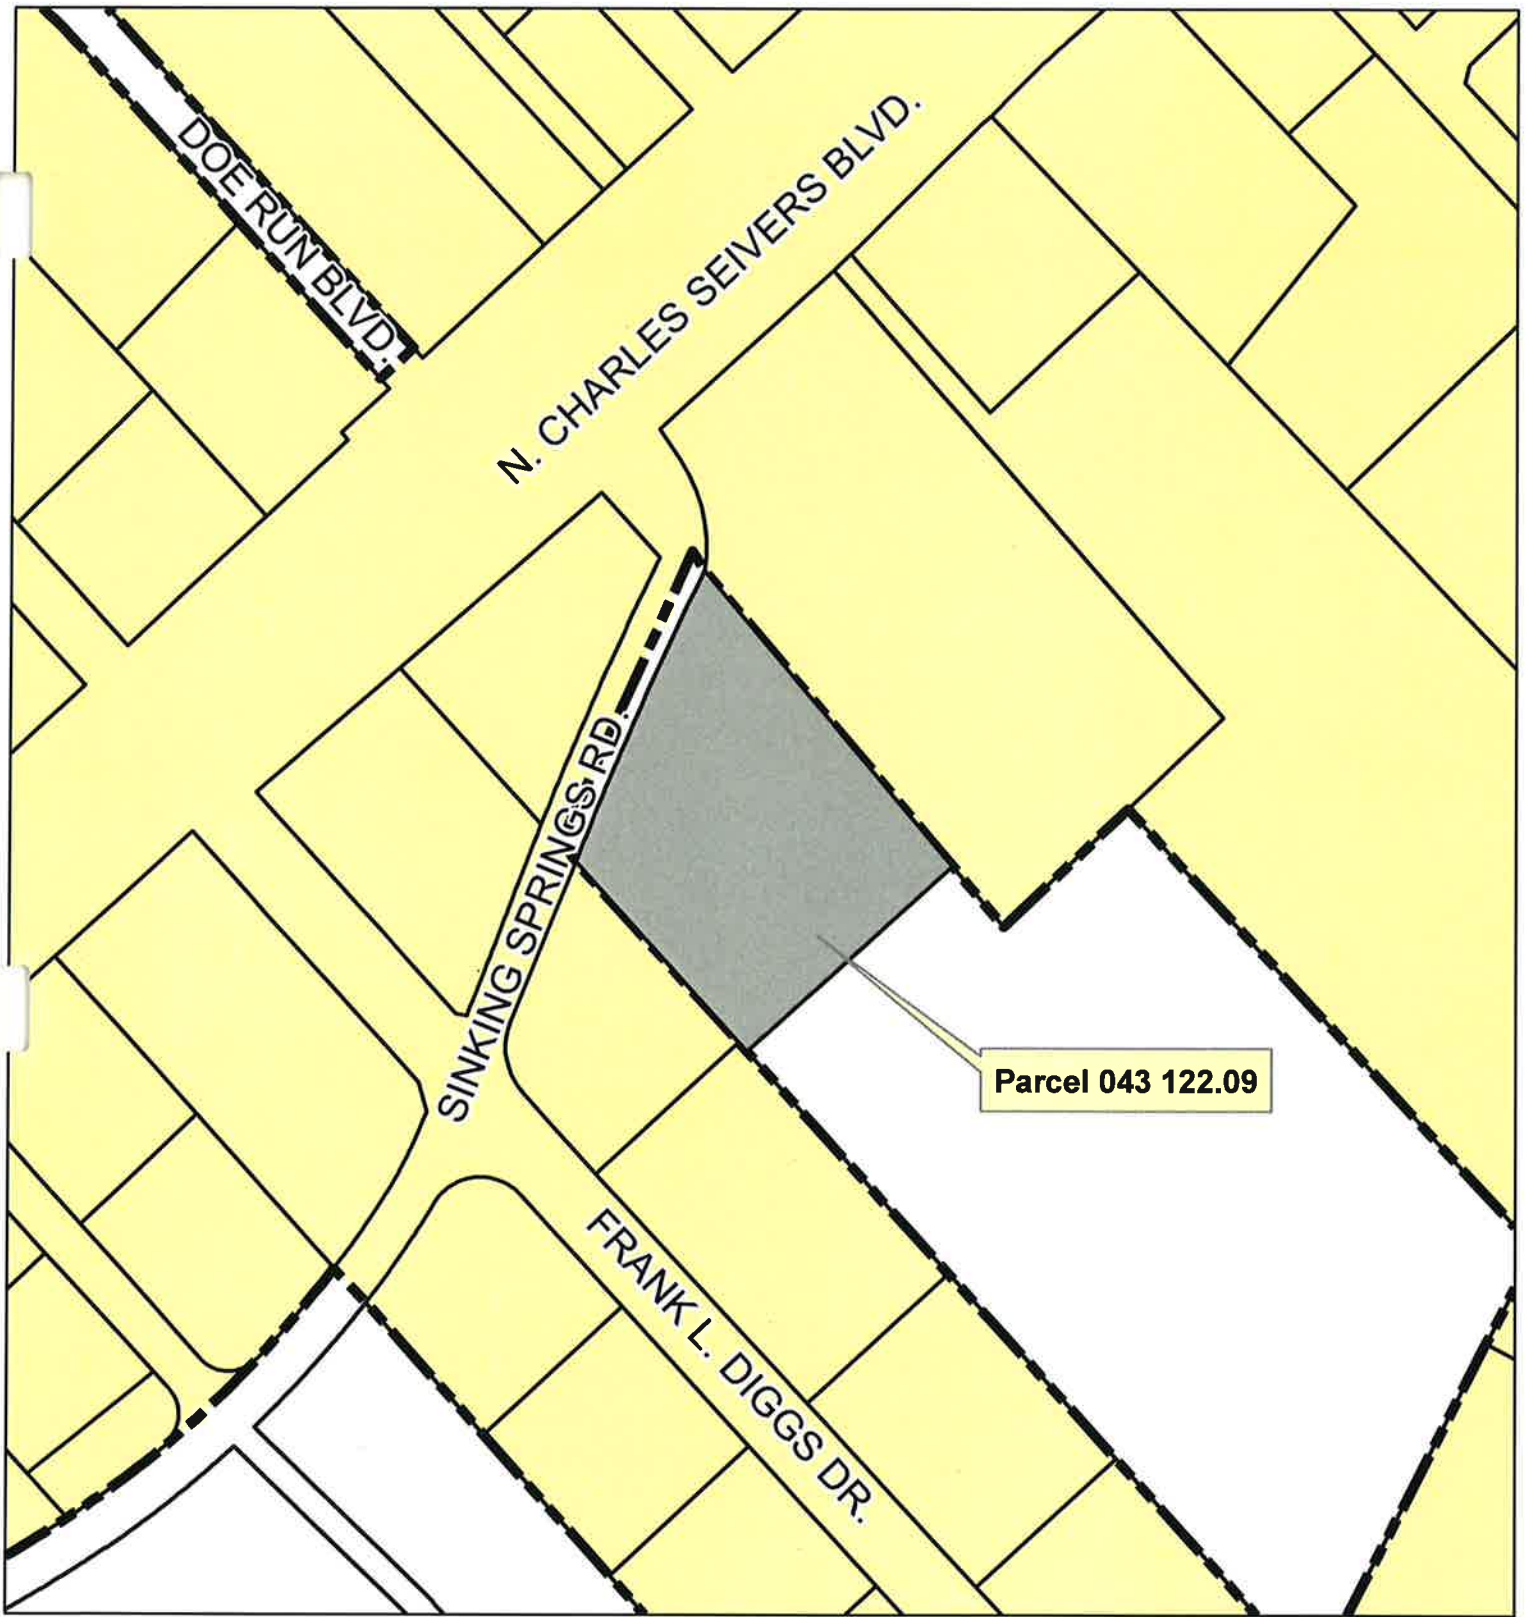 DOE RUN BLVD.
N. CHARLES SEIVERS BLVD.
SINKING SPRINGS RD.
Parcel 043 122.09
FRANK L. DIGGS DR.